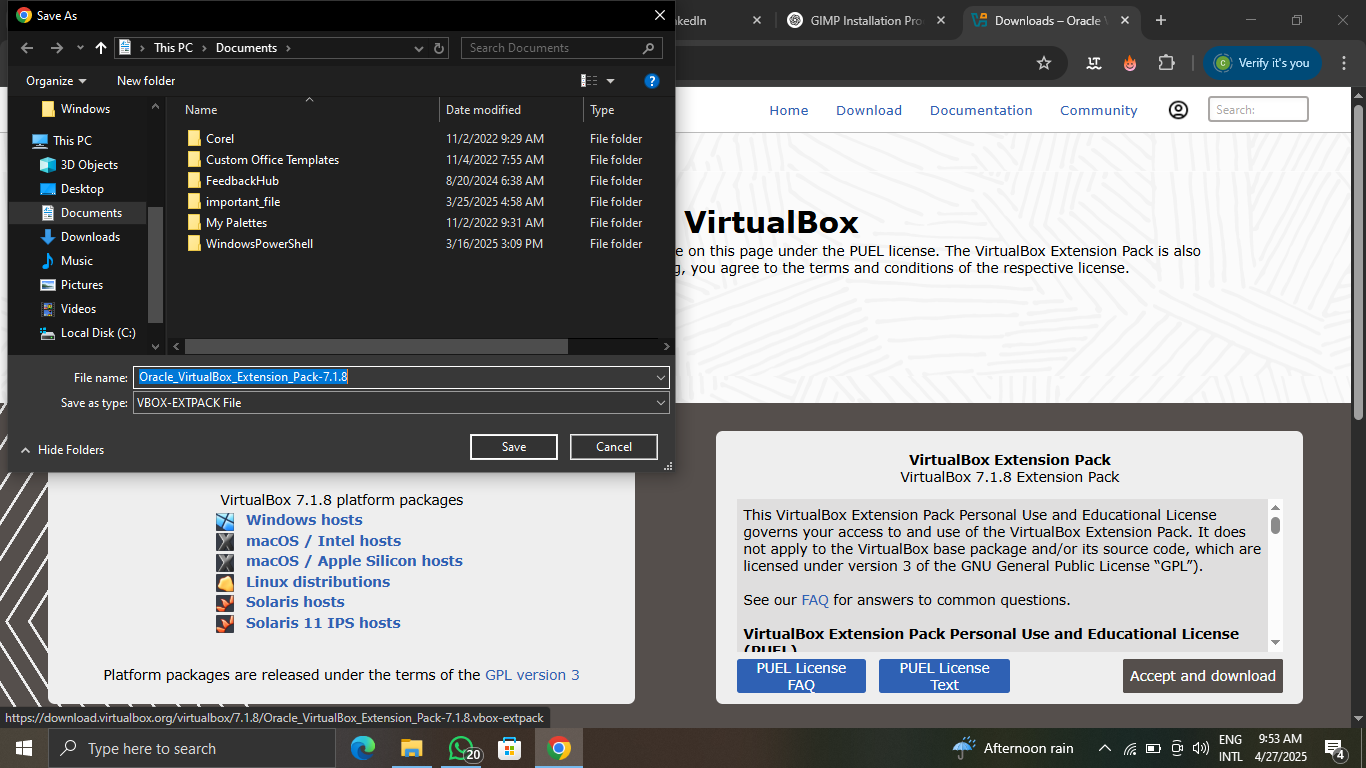 Save As
nkedIn
GIMP Installation Pro
Downloads – Oracle V
This PC
Documents
Search Documents
Verify it's you
Organize
New folder
Windows
This PC
3D Objects
Desktop
Documents
Downloads
Music
Pictures
Videos
Local Disk (C:)
Name
Date modified
Type
Corel
11/2/2022 9:29 AM
File folder
Custom Office Templates
11/4/2022 7:55 AM
File folder
FeedbackHub
8/20/2024 6:38 AM
File folder
important_file
3/25/2025 4:58 AM
File folder
My Palettes
11/2/2022 9:31 AM
File folder
WindowsPowerShell
3/16/2025 3:09 PM
File folder
File name:
Oracle_VirtualBox_Extension_Pack-7.1.8
Save as type:
VBOX-EXTPACK File
Hide Folders
Save
Cancel
Home
Download
Documentation
Community
Search:
VirtualBox
e on this page under the PUEL license. The VirtualBox Extension Pack is also
g, you agree to the terms and conditions of the respective license.
VirtualBox 7.1.8 platform packages
Windows hosts
macOS / Intel hosts
macOS / Apple Silicon hosts
Linux distributions
Solaris hosts
Solaris 11 IPS hosts
Platform packages are released under the terms of the GPL version 3
VirtualBox Extension Pack
VirtualBox 7.1.8 Extension Pack
This VirtualBox Extension Pack Personal Use and Educational License
governs your access to and use of the VirtualBox Extension Pack. It does
not apply to the VirtualBox base package and/or its source code, which are
licensed under version 3 of the GNU General Public License “GPL”).
See our FAQ for answers to common questions.
VirtualBox Extension Pack Personal Use and Educational License
(PUEL)
PUEL License
FAQ
PUEL License
Text
Accept and download
https://download.virtualbox.org/virtualbox/7.1.8/Oracle_VirtualBox_Extension_Pack-7.1.8.vbox-extpack
Type here to search
20
Afternoon rain
ENG
INTL
9:53 AM
4/27/2025
4